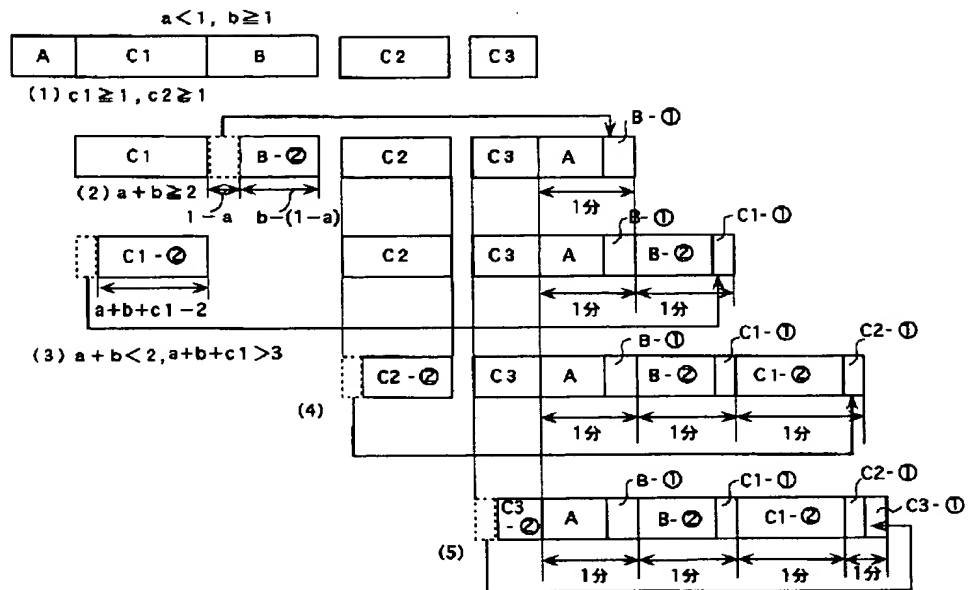 a<1, b≧1
A C1 B C2 C3
(1) c1≧1, c2≧1
B-①
C1 B-② C2 C3 A
(2) a+b≧2
1-a b-(1-a) 1分
B-① C1-①
C1-② C2 C3 A B-②
a+b+c1-2 1分 1分
(3) a+b<2, a+b+c1>3
B-① C1-① C2-①
C2-② C3 A B-② C1-②
(4)
1分 1分 1分
B-① C1-① C2-①
C3-② A B-② C1-② C3-①
(5)
1分 1分 1分 1分